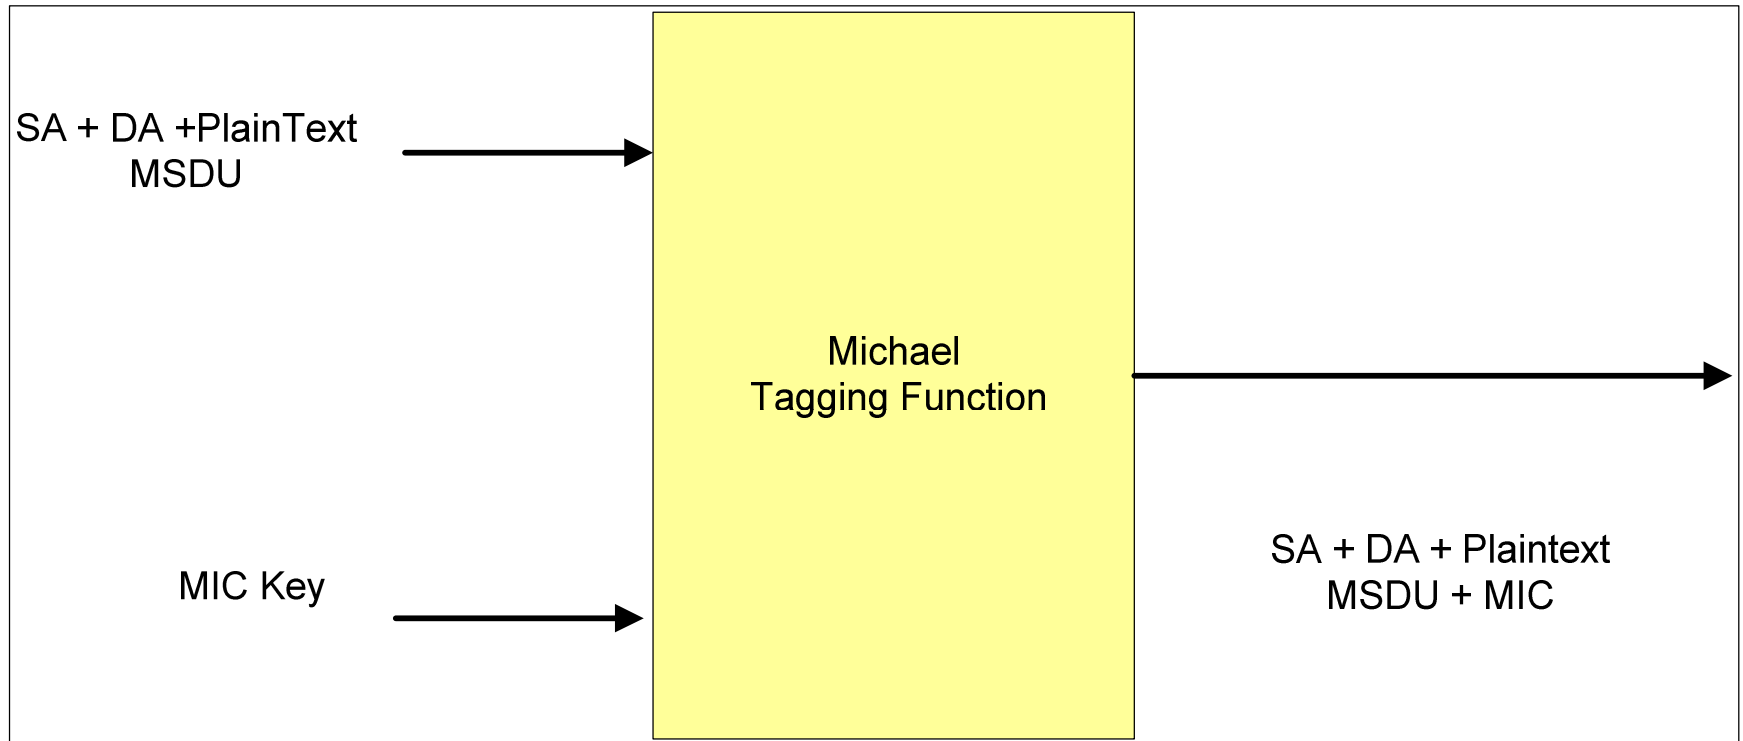 SA + DA +PlainText
MSDU
Michael
Tagging Function
MIC Key
SA + DA + Plaintext
MSDU + MIC